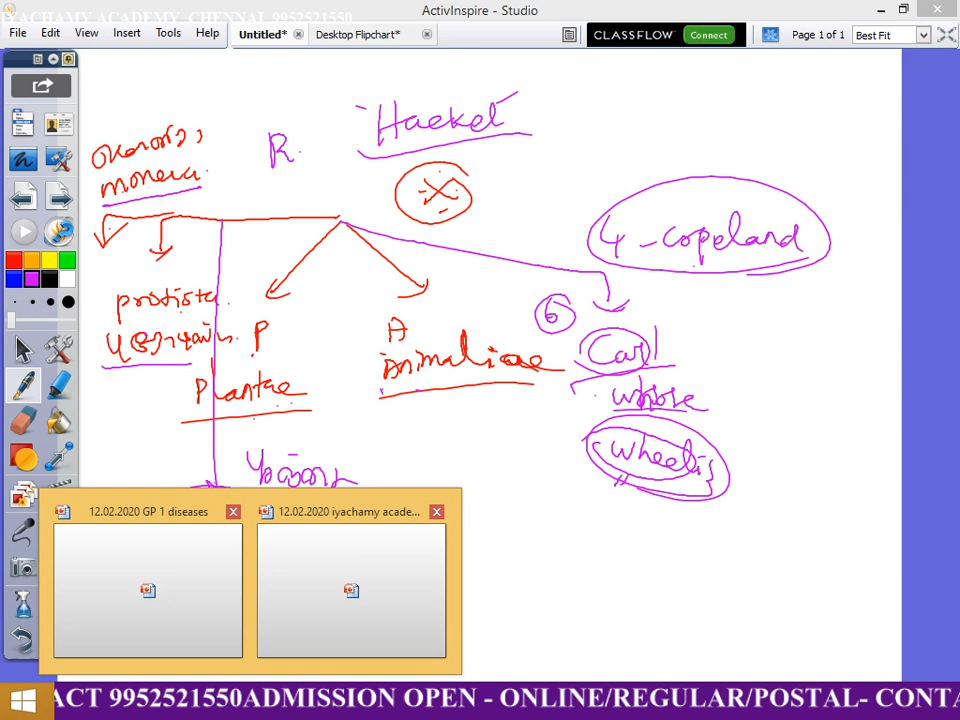 IYACHAMY ACADEMY, CHENNAI 9952521550
ActivInspire - Studio
File Edit View Insert Tools Help
Untitled* Desktop Flipchart*
CLASSFLOW Connect
Page 1 of 1 Best Fit
Haekel
R.
monera.
4 - copeland
protista.
6
P
A
Carl
Animaliae
Plantae
whose
12.02.2020 GP 1 diseases
12.02.2020 iyachamy acade...
ACT 9952521550ADMISSION OPEN - ONLINE/REGULAR/POSTAL- CONTA